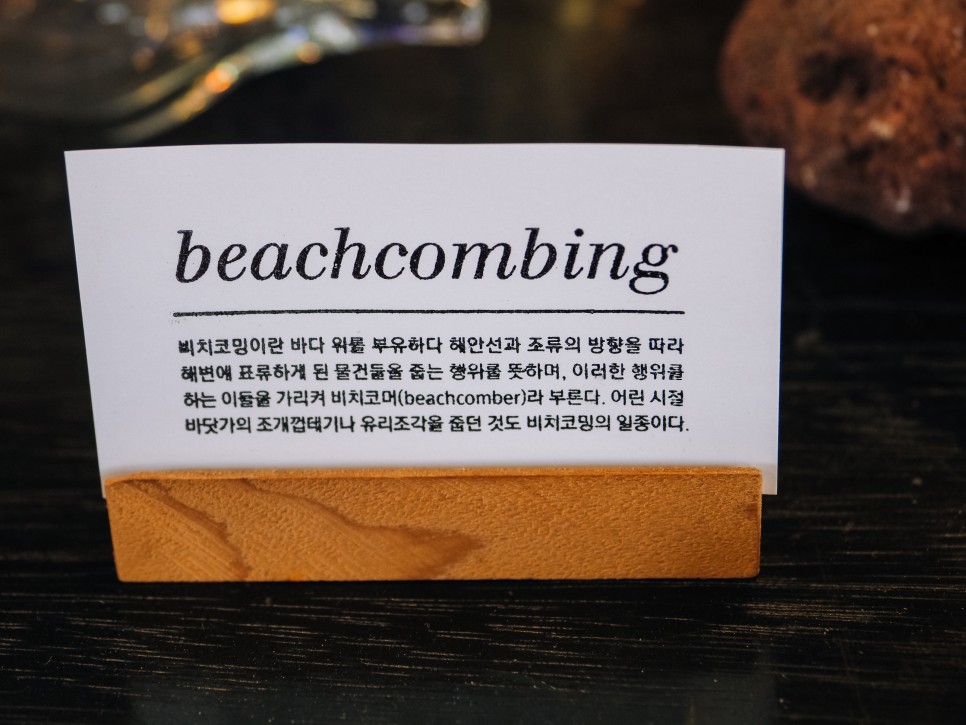 beachcombing
비치코밍이란 바다 위를 부유하다 해안선과 조류의 방향을 따라
해변에 표류하게 된 물건들을 줍는 행위를 뜻하며, 이러한 행위를
하는 이들을 가리켜 비치코머(beachcomber)라 부른다. 어린 시절
바닷가의 조개껍데기나 유리조각을 줍던 것도 비치코밍의 일종이다.